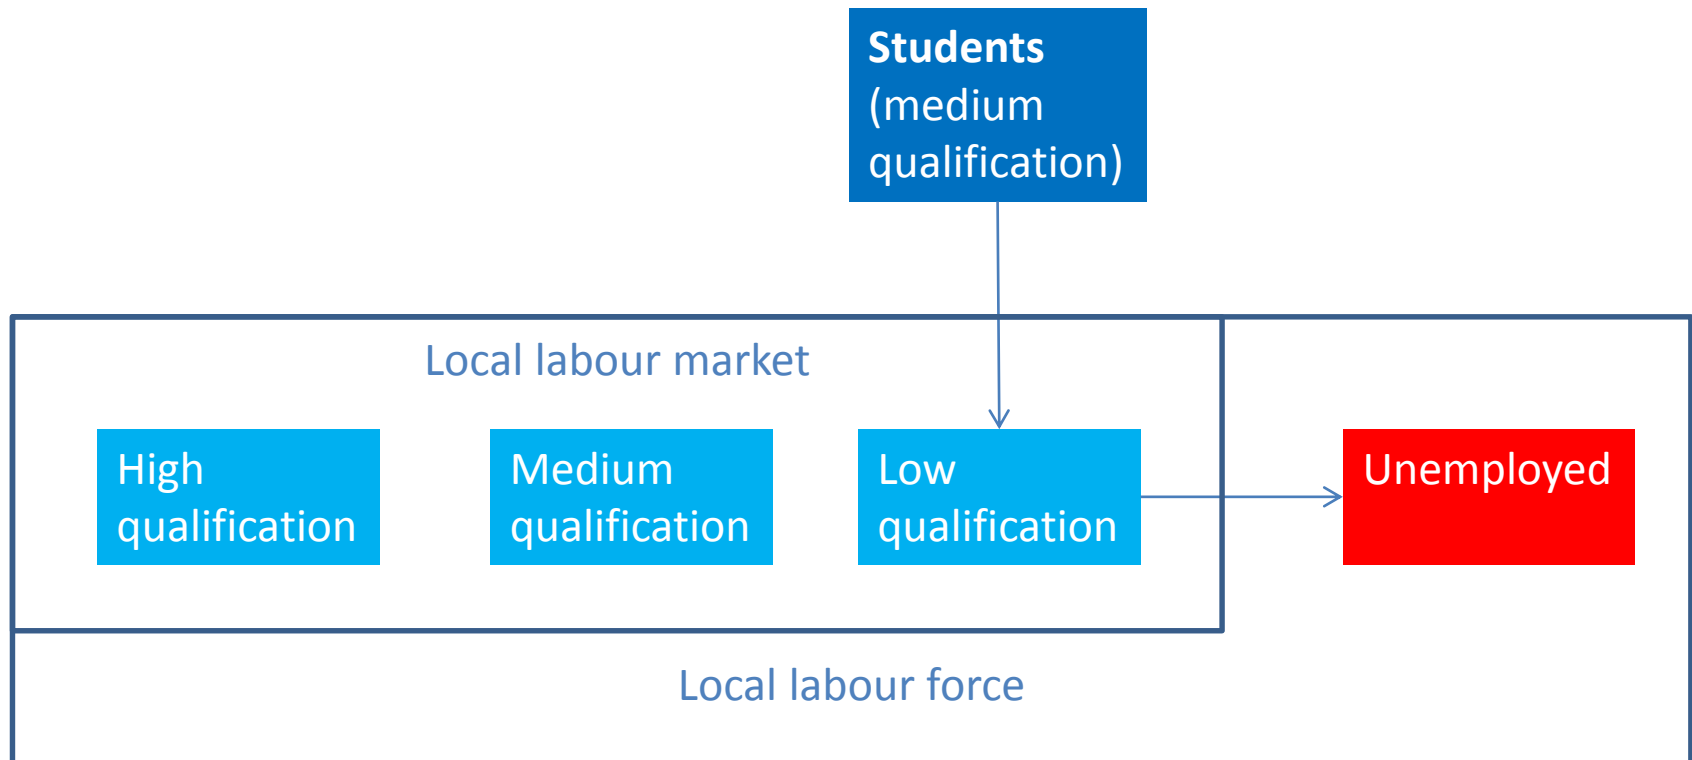 Students
(medium
qualification)
Local labour market
High
qualification
Medium
qualification
Low
qualification
Unemployed
Local labour force